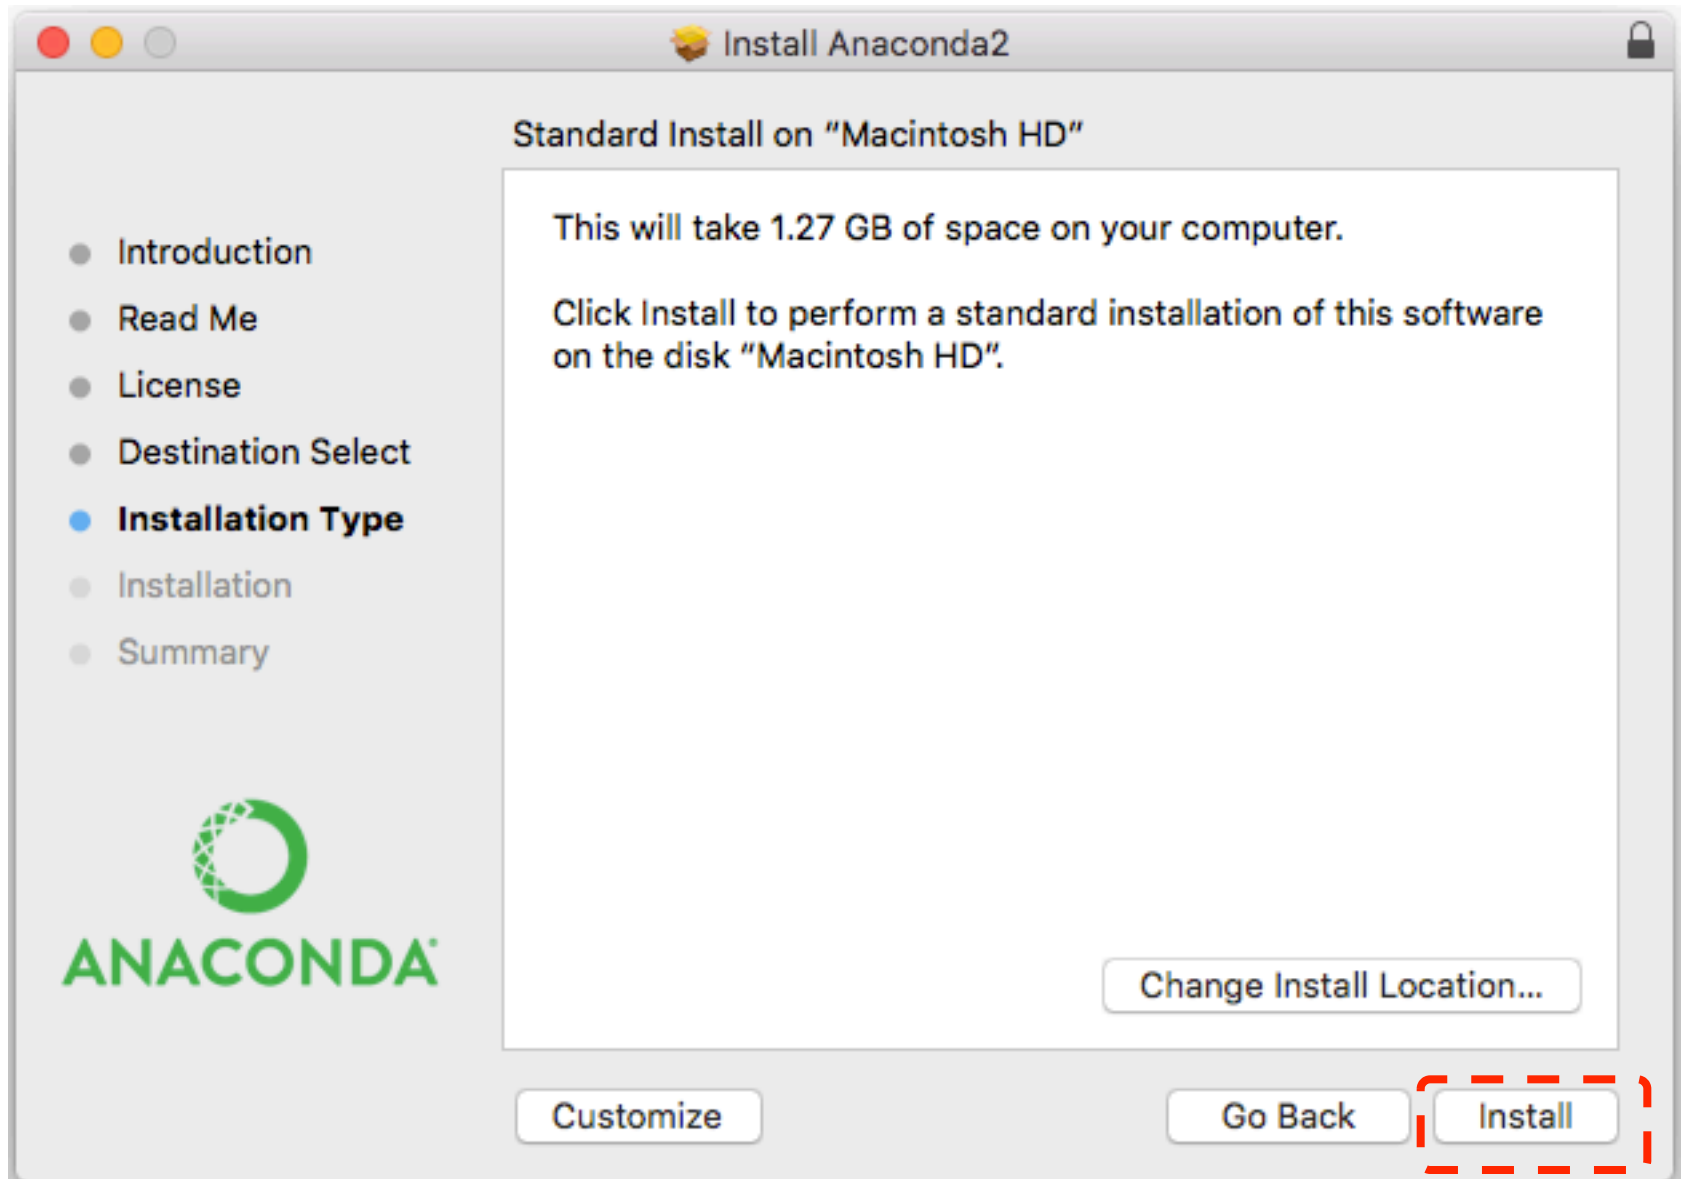 Install Anaconda2
Standard Install on “Macintosh HD”
Introduction
Read Me
License
Destination Select
Installation Type
Installation
Summary
ANACONDA
This will take 1.27 GB of space on your computer.
Click Install to perform a standard installation of this software
on the disk “Macintosh HD”.
Change Install Location...
Customize
Go Back
Install